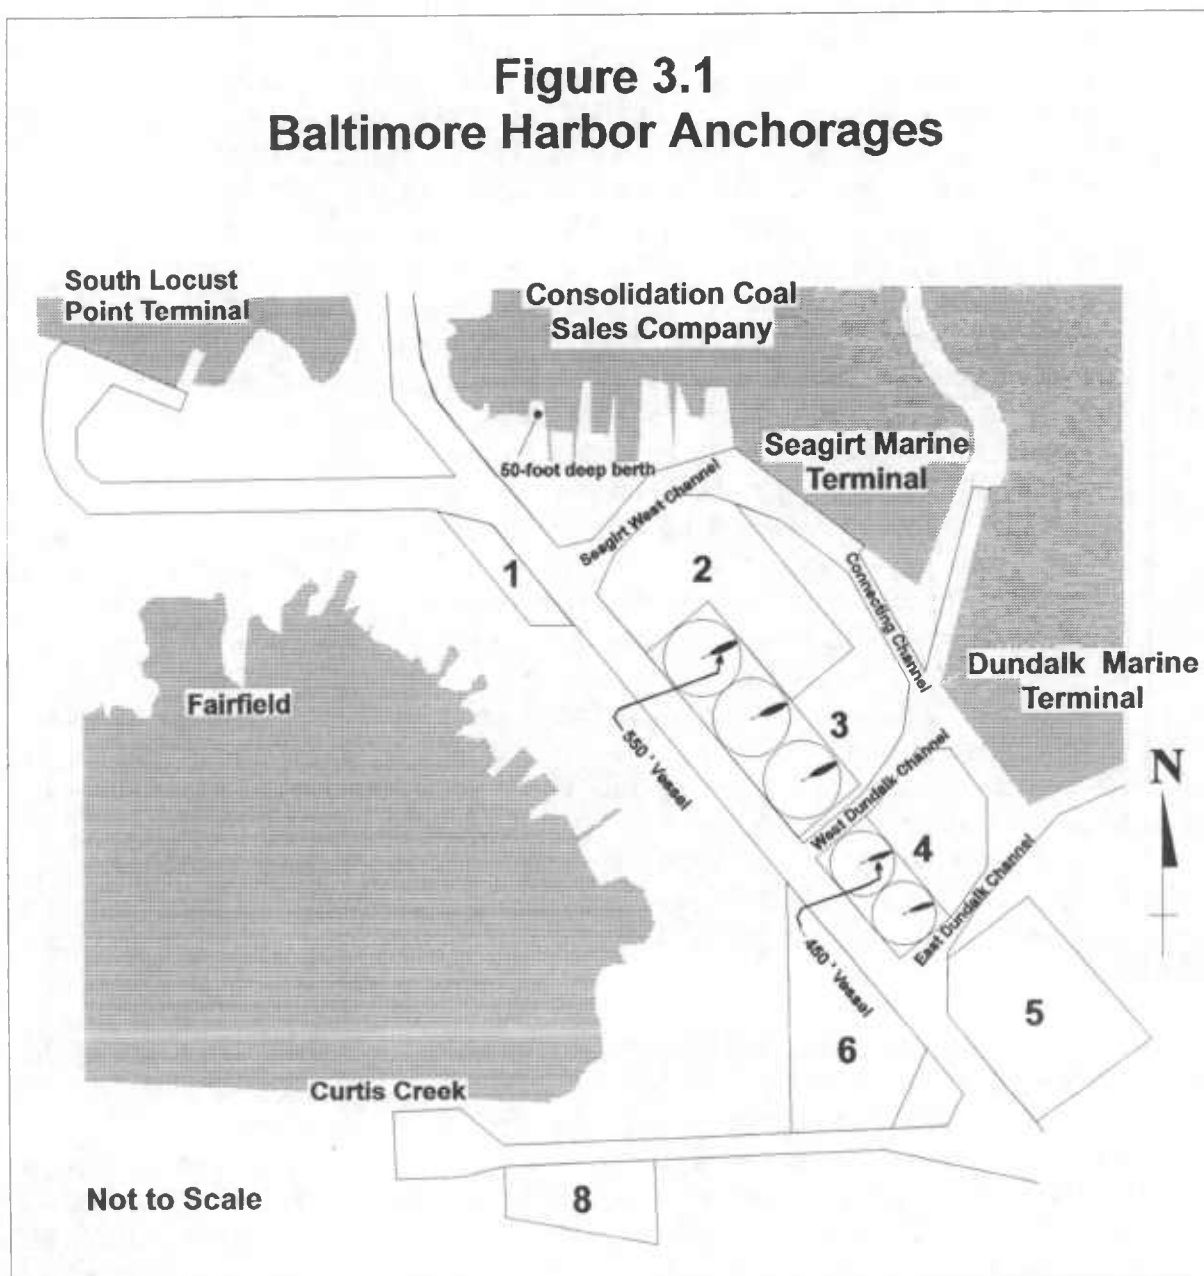 Figure 3.1
Baltimore Harbor Anchorages
South Locust
Point Terminal
Consolidation Coal
Sales Company
50-foot deep berth
Seagirt Marine
Terminal
Seagirt West Channel
1
2
Connecting Channel
Fairfield
Dundalk Marine
Terminal
3
550 ' Vessel
West Dundalk Channel
N
4
East Dundalk Channel
450 ' Vessel
5
6
Curtis Creek
Not to Scale
8